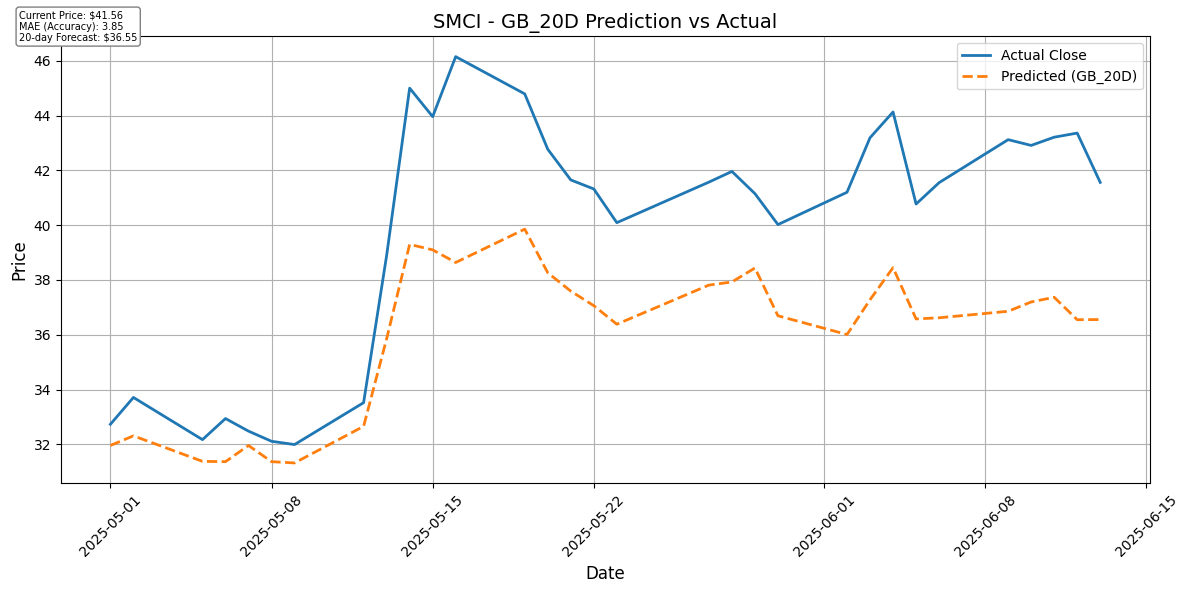 Current Price: $41.56
MAE (Accuracy): 3.85
20-day Forecast: $36.55
SMCI - GB_20D Prediction vs Actual
Actual Close
Predicted (GB_20D)
Price
46
44
42
40
38
36
34
32
2025-05-01
2025-05-08
2025-05-15
2025-05-22
2025-06-01
2025-06-08
2025-06-15
Date